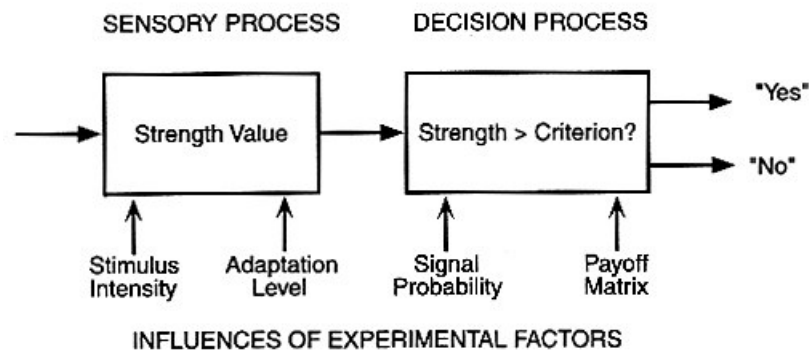 SENSORY PROCESS DECISION PROCESS
Strength Value
Strength > Criterion?
"Yes"
"No"
Stimulus
Intensity
Adaptation
Level
Signal
Probability
Payoff
Matrix
INFLUENCES OF EXPERIMENTAL FACTORS